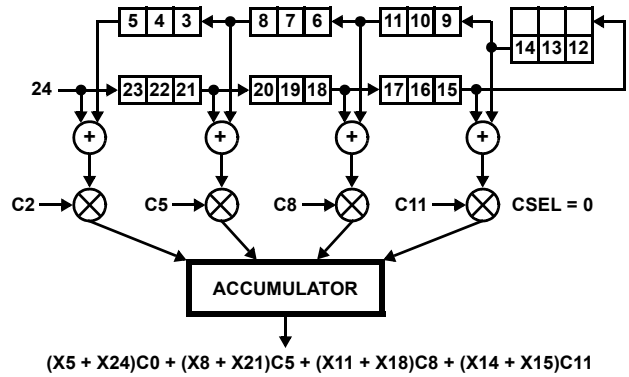 5 4 3 8 7 6 11 10 9
14 13 12
24 23 22 21 20 19 18 17 16 15
+ + + +
C2 C5 C8 C11 CSEL = 0
ACCUMULATOR
(X5 + X24)C0 + (X8 + X21)C5 + (X11 + X18)C8 + (X14 + X15)C11